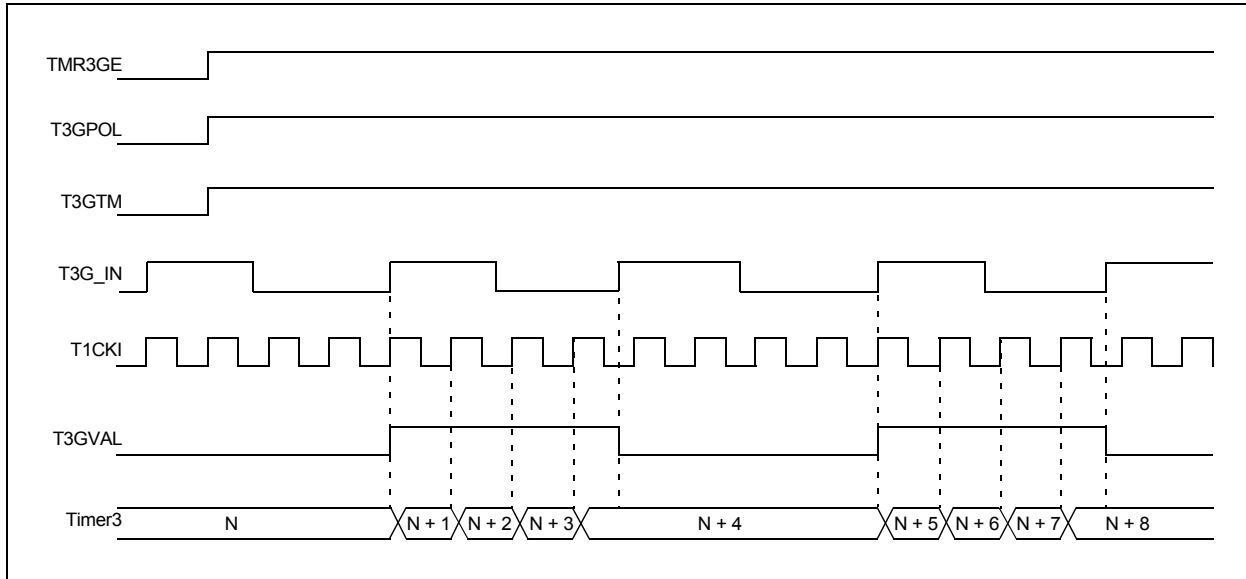 TMR3GE
T3GPOL
T3GTM
T3G_IN
T1CKI
T3GVAL
Timer3 N N + 1 N + 2 N + 3 N + 4 N + 5 N + 6 N + 7 N + 8